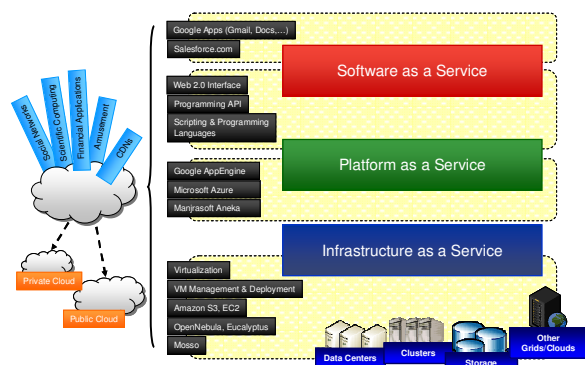 Google Apps (Gmail, Docs,…)
Salesforce.com
Software as a Service
Web 2.0 Interface
Programming API
Scripting & Programming
Languages
Platform as a Service
Google AppEngine
Microsoft Azure
Manjrasoft Aneka
Infrastructure as a Service
Virtualization
VM Management & Deployment
Amazon S3, EC2
OpenNebula, Eucalyptus
Mosso
Data Centers
Clusters
Storage
Other
Grids/Clouds
Social Networks
Scientific Computing
Financial Applications
Amusement
CDNs
Private Cloud
Public Cloud